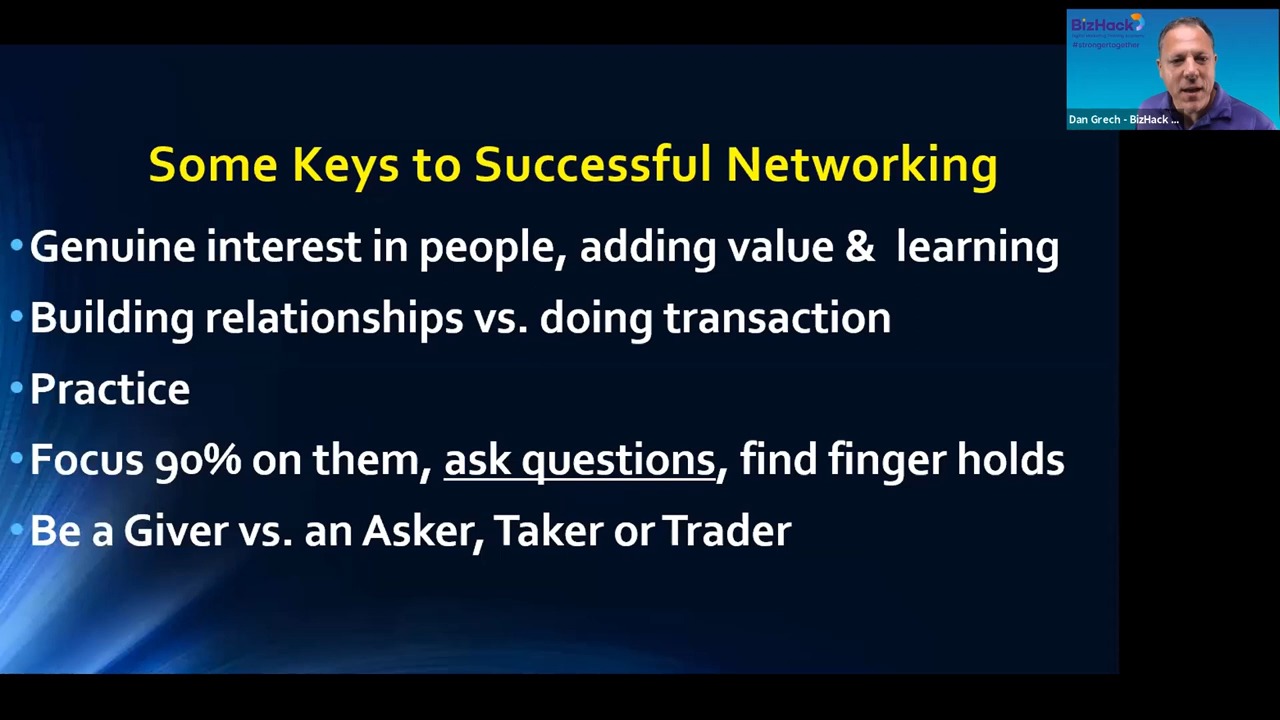 BizHack
#strongertogether
Dan Grech - BizHack ...
Some Keys to Successful Networking
• Genuine interest in people, adding value & learning
• Building relationships vs. doing transaction
• Practice
• Focus 90% on them, ask questions, find finger holds
• Be a Giver vs. an Asker, Taker or Trader